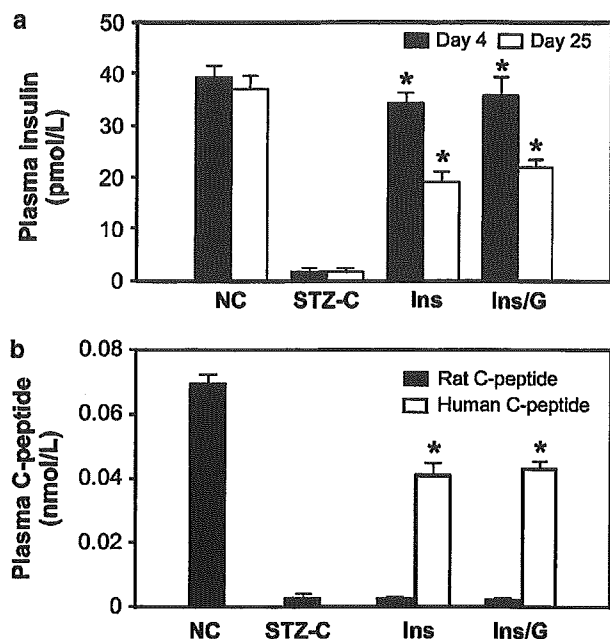 a
Day 4 Day 25
Plasma insulin
(pmol/L)
50
40
30
20
10
0
* * * *
NC STZ-C Ins Ins/G
b
Rat C-peptide
Human C-peptide
Plasma C-peptide
(nmol/L)
0.08
0.06
0.04
0.02
0
* *
NC STZ-C Ins Ins/G